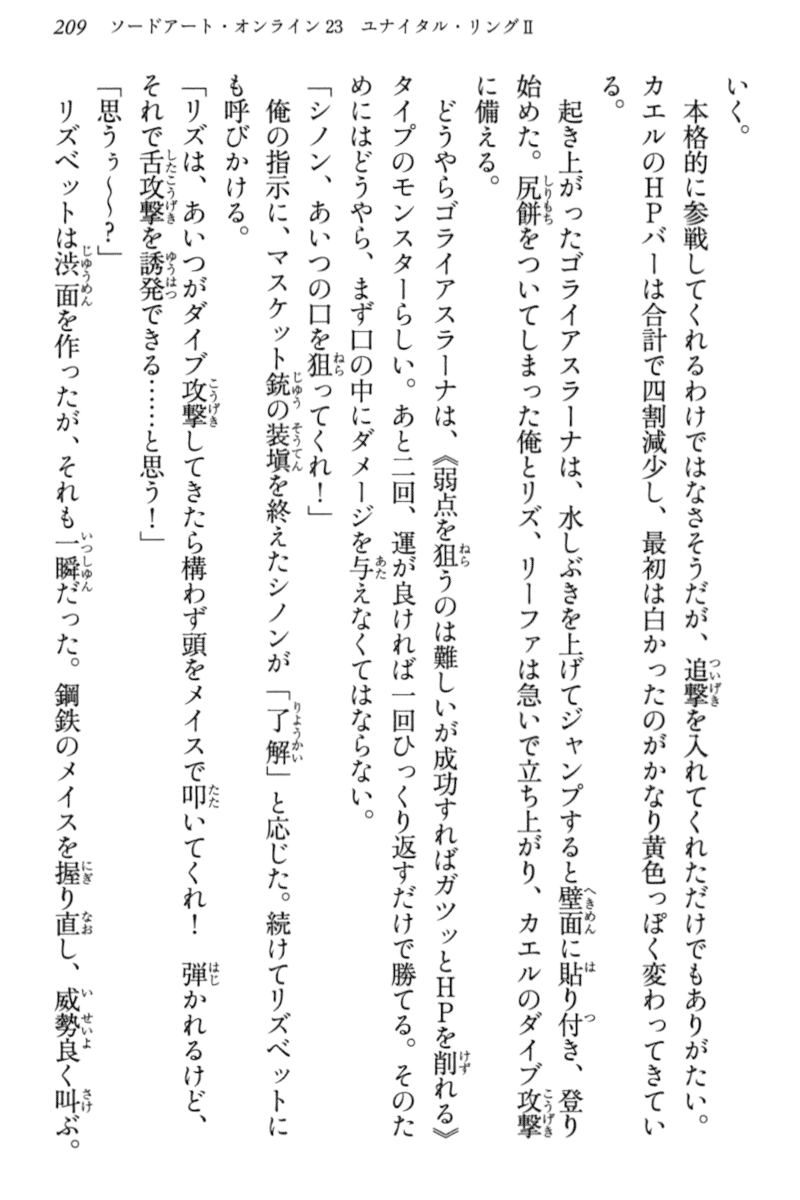 209 ソードアート・オンライン23 ユナイタル・リングⅡ
いく。
　本格的に参戦してくれるわけではなさそうだが、追撃を入れてくれただけでもありがたい。
カエルのHPバーは合計で四割減少し、最初は白かったのがかなり黄色っぽく変わってきてい
る。
　起き上がったゴライアスラーナは、水しぶきを上げてジャンプすると壁面に貼り付き、登り
始めた。尻餅をついてしまった俺とリズ、リーファは急いで立ち上がり、カエルのダイブ攻撃
に備える。
　どうやらゴライアスラーナは、《弱点を狙うのは難しいが成功すればガツッとHPを削れる》
タイプのモンスターらしい。あと二回、運が良ければ一回ひっくり返すだけで勝てる。そのた
めにはどうやら、まず口の中にダメージを与えなくてはならない。
「シノン、あいつの口を狙ってくれ！」
　俺の指示に、マスケット銃の装塡を終えたシノンが「了解」と応じた。続けてリズベットに
も呼びかける。
「リズは、あいつがダイブ攻撃してきたら構わず頭をメイスで叩いてくれ！　弾かれるけど、
それで舌攻撃を誘発できる……と思う！」
「思うぅ〜〜？」
　リズベットは渋面を作ったが、それも一瞬だった。鋼鉄のメイスを握り直し、威勢良く叫ぶ。